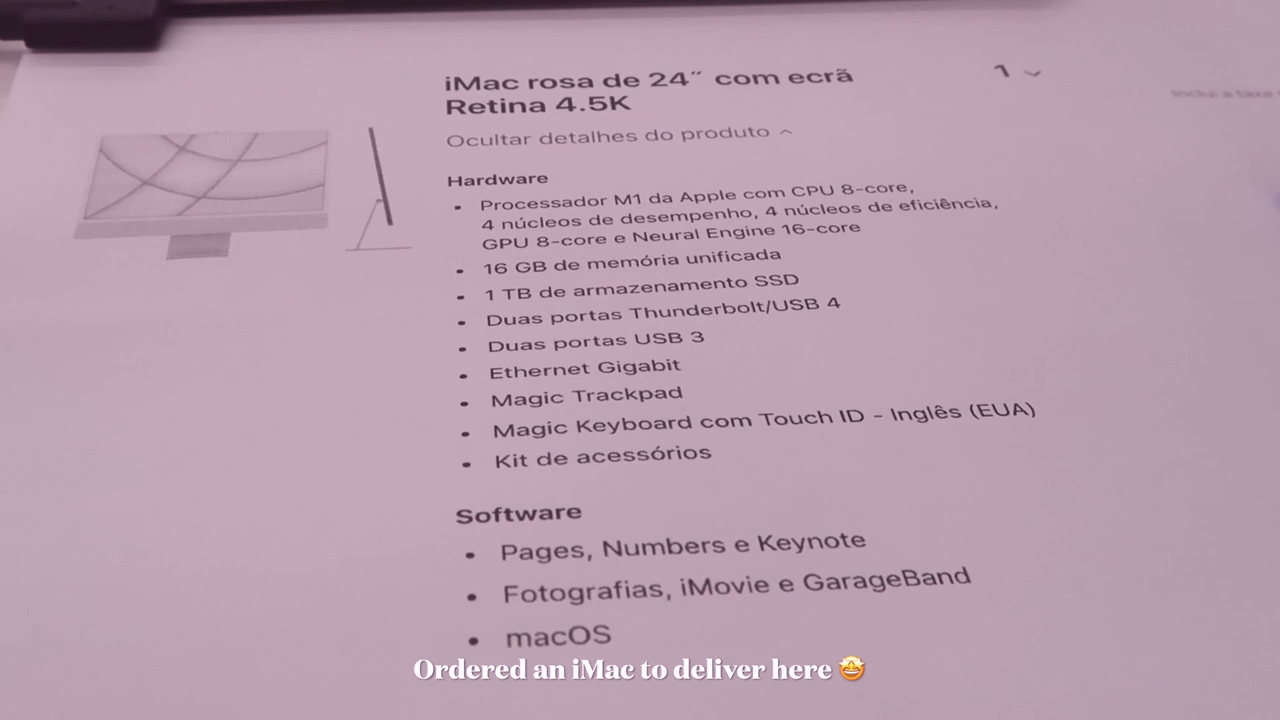 iMac rosa de 24″ com ecrã
Retina 4.5K
1
Ocultar detalhes do produto
Hardware
• Processador M1 da Apple com CPU 8-core,
4 núcleos de desempenho, 4 núcleos de eficiência,
GPU 8-core e Neural Engine 16-core
• 16 GB de memória unificada
• 1 TB de armazenamento SSD
• Duas portas Thunderbolt/USB 4
• Duas portas USB 3
• Ethernet Gigabit
• Magic Trackpad
• Magic Keyboard com Touch ID - Inglês (EUA)
• Kit de acessórios
Software
• Pages, Numbers e Keynote
• Fotografias, iMovie e GarageBand
• macOS
Ordered an iMac to deliver here 🤩